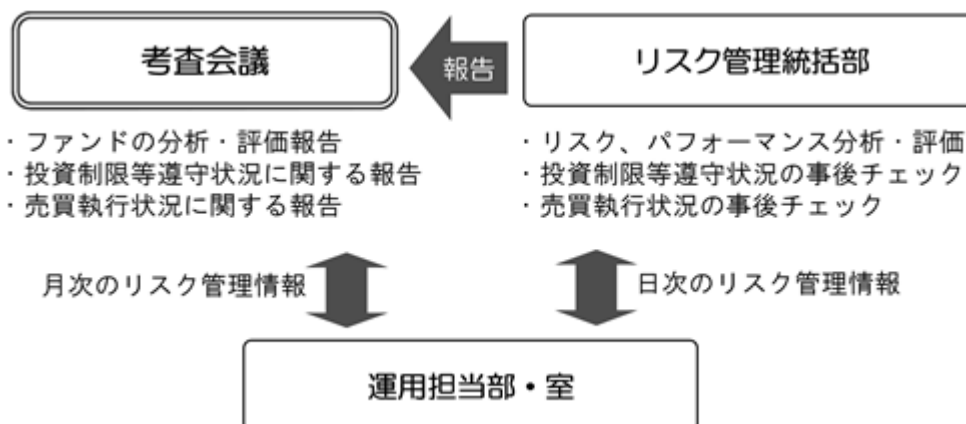 考査会議
報告
リスク管理統括部
・ファンドの分析・評価報告
・投資制限等遵守状況に関する報告
・売買執行状況に関する報告
・リスク、パフォーマンス分析・評価
・投資制限等遵守状況の事後チェック
・売買執行状況の事後チェック
月次のリスク管理情報
日次のリスク管理情報
運用担当部・室